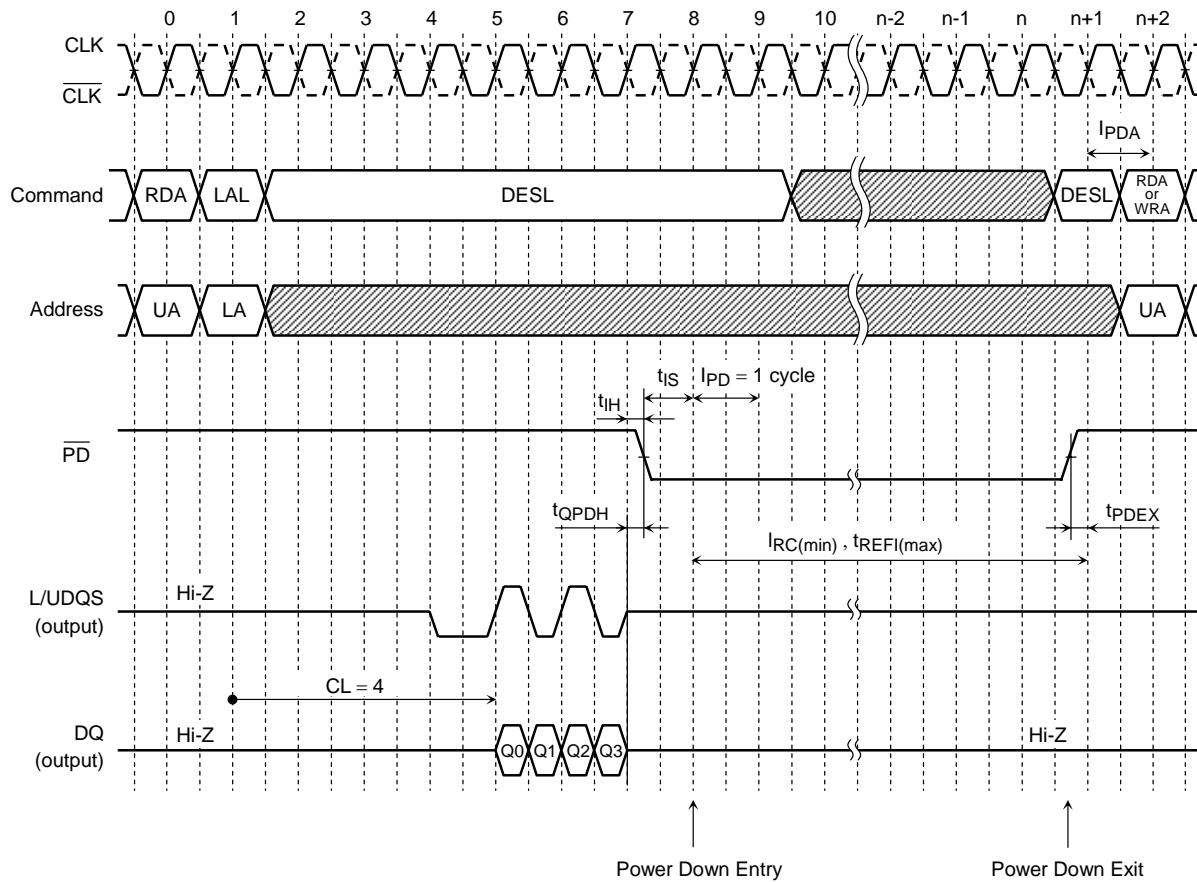 0 1 2 3 4 5 6 7 8 9 10 n-2 n-1 n n+1 n+2
CLK
CLK
IPDA
Command RDA LAL DESL DESL RDA or WRA
Address UA LA UA
tIS IPD = 1 cycle
tIH
PD
tQPDH tPDEX
IRC(min) , tREFI(max)
L/UDQS
(output)
Hi-Z
CL = 4
DQ
(output)
Hi-Z Q0 Q1 Q2 Q3 Hi-Z
Power Down Entry Power Down Exit